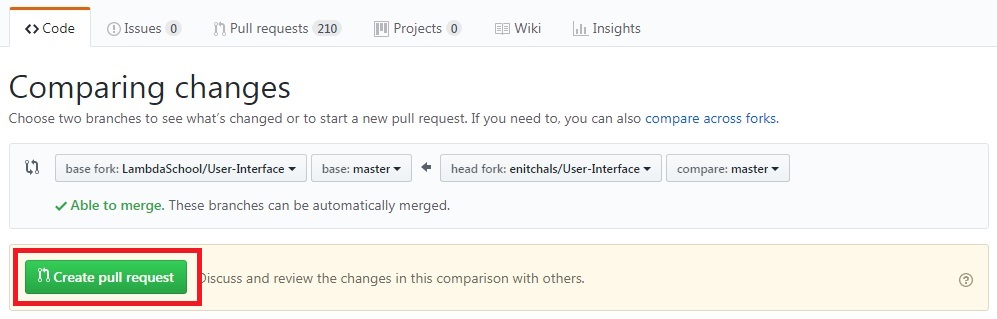 Code Issues 0 Pull requests 210 Projects 0 Wiki Insights
Comparing changes
Choose two branches to see what's changed or to start a new pull request. If you need to, you can also compare across forks.
base fork: LambdaSchool/User-Interface base: master head fork: enitchals/User-Interface compare: master
Able to merge. These branches can be automatically merged.
Create pull request Discuss and review the changes in this comparison with others.